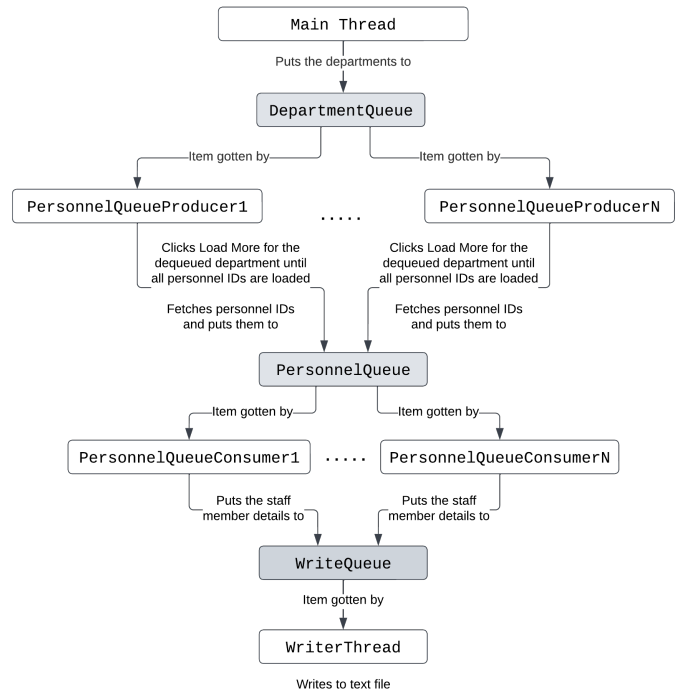 Main Thread
Puts the departments to
DepartmentQueue
Item gotten by
Item gotten by
PersonnelQueueProducer1
.....
PersonnelQueueProducerN
Clicks Load More for the
dequeued department until
all personnel IDs are loaded
Clicks Load More for the
dequeued department until
all personnel IDs are loaded
Fetches personnel IDs
and puts them to
Fetches personnel IDs
and puts them to
PersonnelQueue
Item gotten by
Item gotten by
PersonnelQueueConsumer1
.....
PersonnelQueueConsumerN
Puts the staff
member details to
Puts the staff
member details to
WriteQueue
Item gotten by
WriterThread
Writes to text file